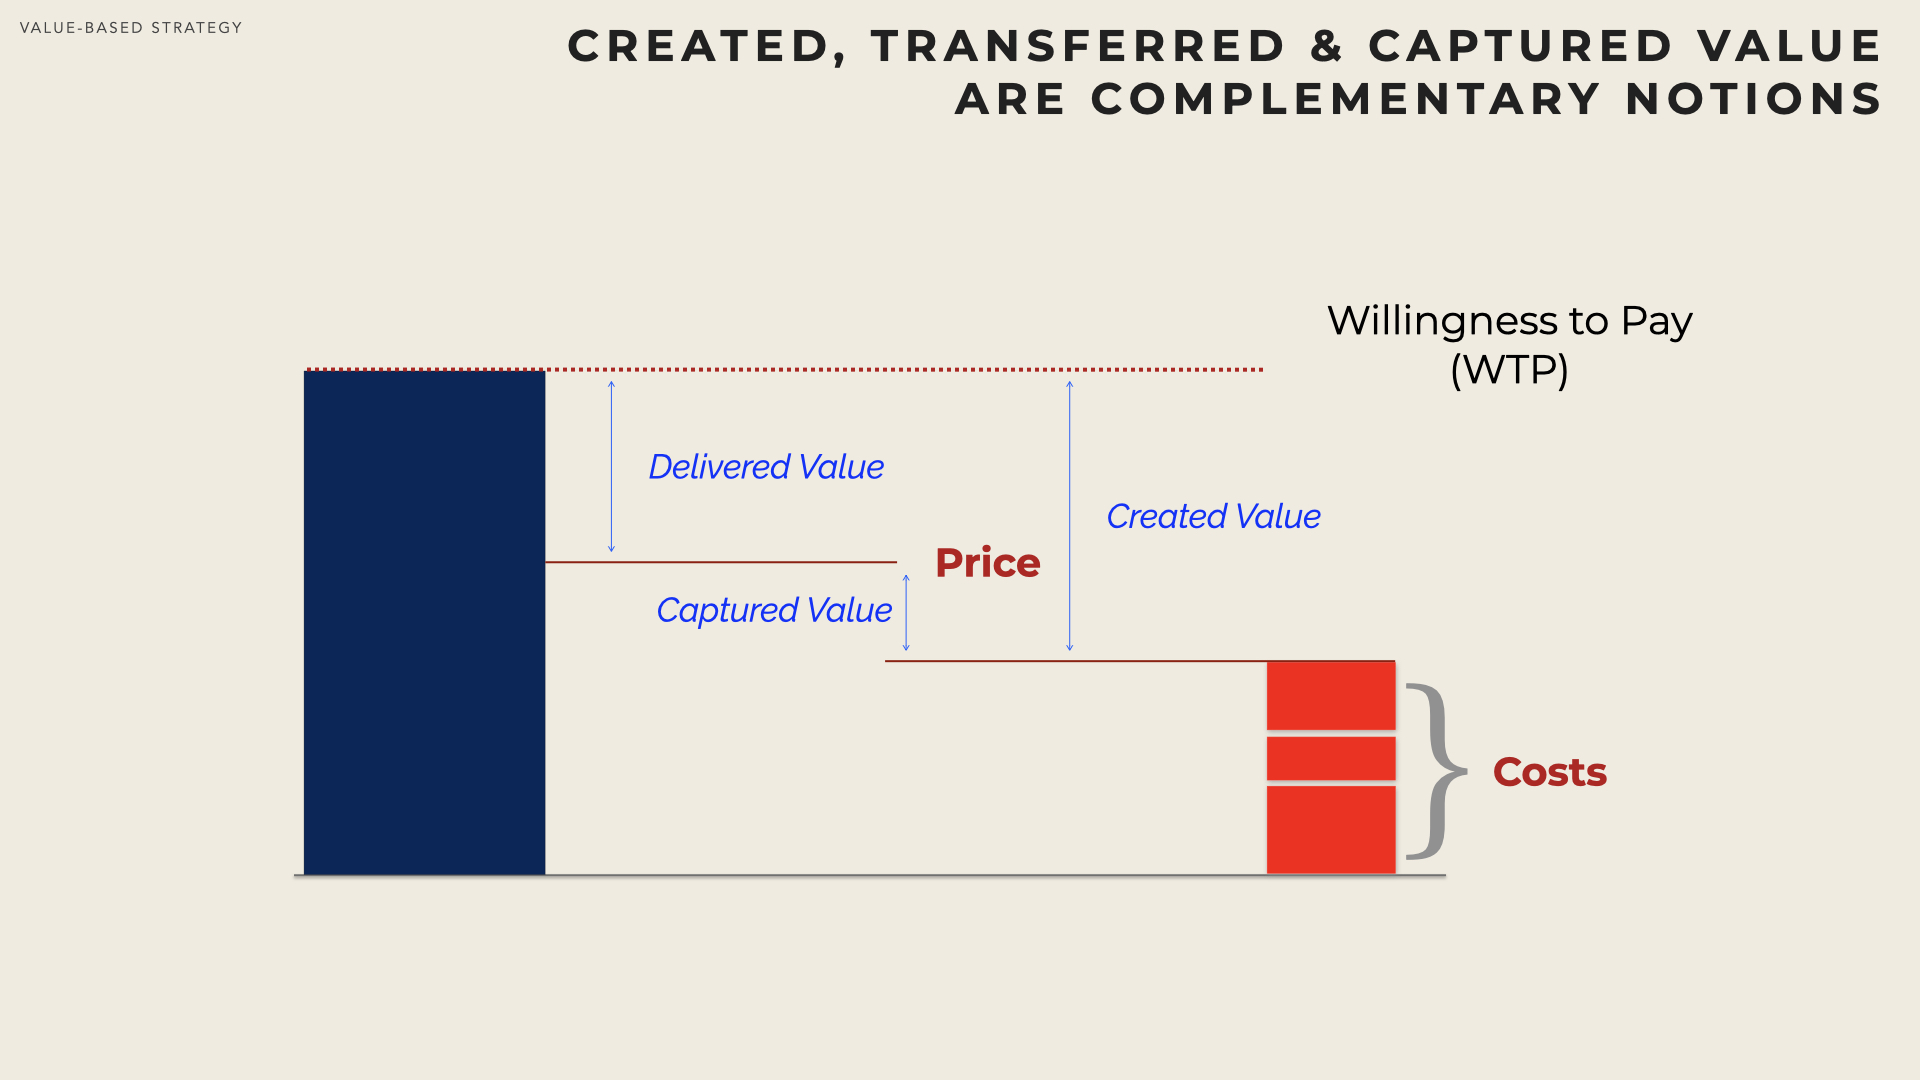 VALUE-BASED STRATEGY
CREATED, TRANSFERRED & CAPTURED VALUE
ARE COMPLEMENTARY NOTIONS
Willingness to Pay
(WTP)
Delivered Value
Created Value
Price
Captured Value
Costs